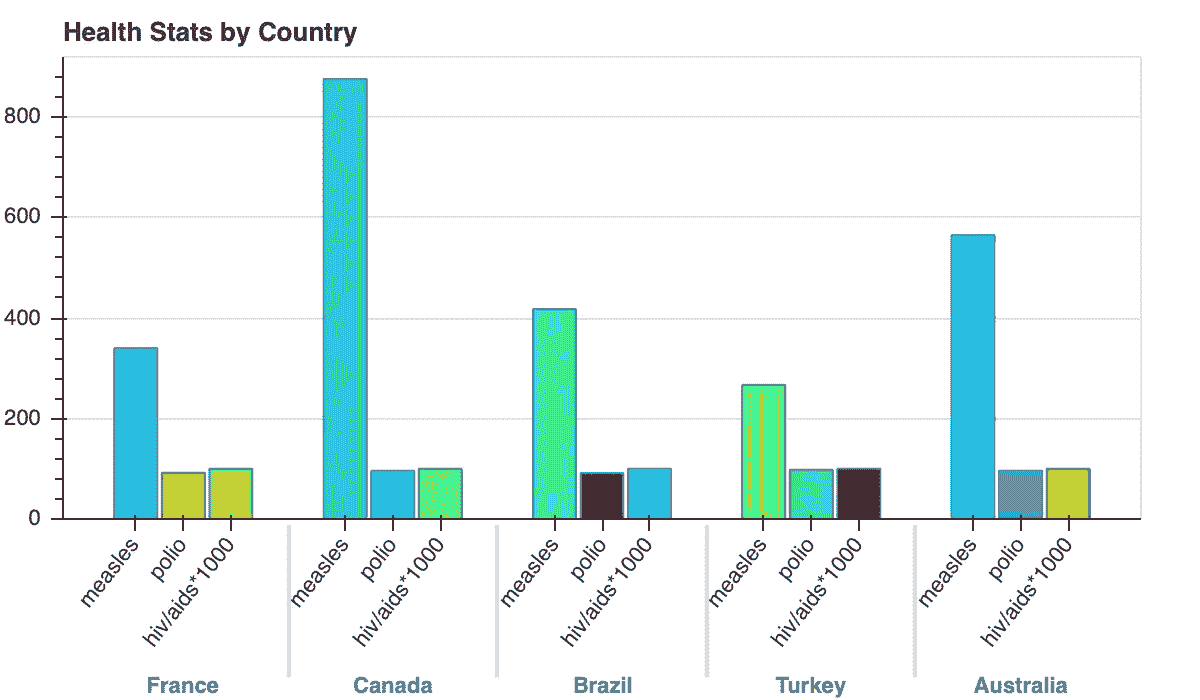 Health Stats by Country
800
600
400
200
0
measles
polio
hiv/aids*1000
measles
polio
hiv/aids*1000
measles
polio
hiv/aids*1000
measles
polio
hiv/aids*1000
measles
polio
hiv/aids*1000
France
Canada
Brazil
Turkey
Australia